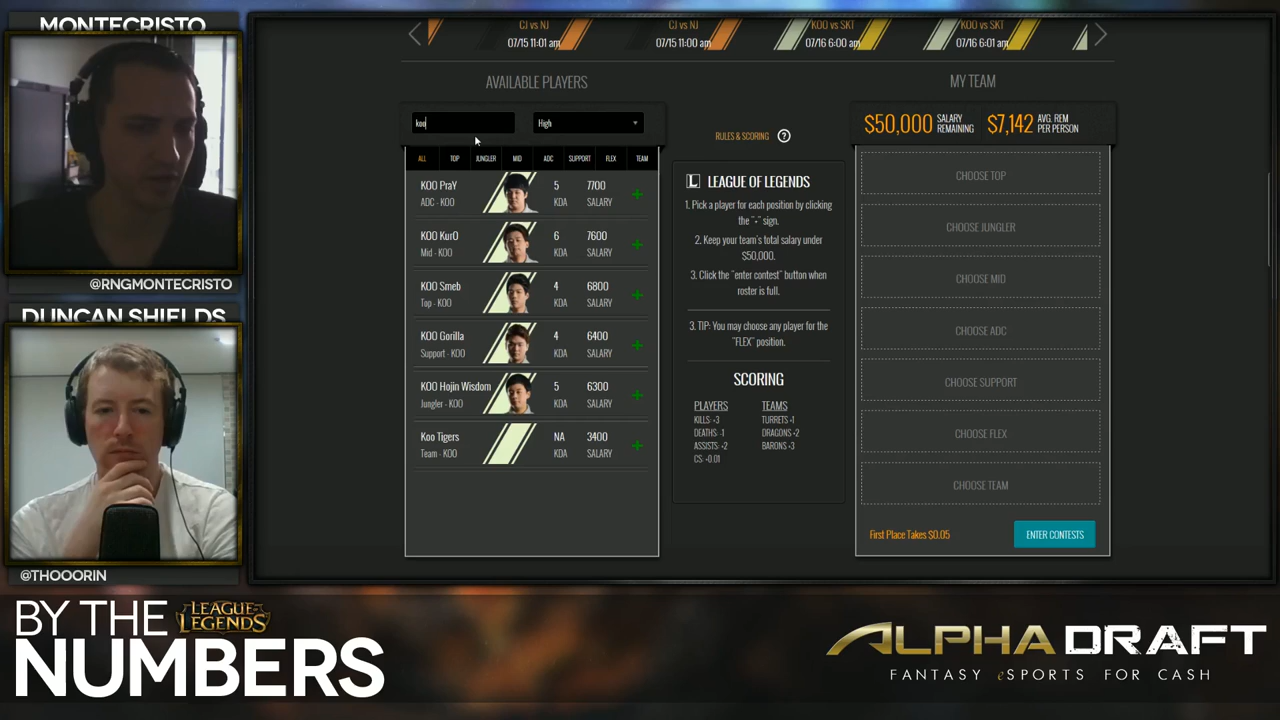 MONTECRISTO
@RNGMONTECRISTO
DUNCAN SHIELDS
@THOOORIN
CJ vs NJ
07/15 11:01 am
CJ vs NJ
07/15 11:00 am
KOO vs SKT
07/16 6:00 am
KOO vs SKT
07/16 6:01 am
AVAILABLE PLAYERS
koo
High
ALL TOP JUNGLER MID ADC SUPPORT FLEX TEAM
KOO PraY 5 7700
ADC - KOO KDA SALARY +
KOO KurO 6 7600
Mid - KOO KDA SALARY +
KOO Smeb 4 6800
Top - KOO KDA SALARY +
KOO Gorilla 4 6400
Support - KOO KDA SALARY +
KOO Hojin Wisdom 5 6300
Jungler - KOO KDA SALARY +
Koo Tigers NA 3400
Team - KOO KDA SALARY +
RULES & SCORING ?
L LEAGUE OF LEGENDS
1. Pick a player for each position by clicking
the "+" sign.
2. Keep your team's total salary under
$50,000.
3. Click the "enter contest" button when
roster is full.
3. TIP: You may choose any player for the
"FLEX" position.
SCORING
PLAYERS TEAMS
KILLS: +3 TURRETS +1
DEATHS: -1 DRAGONS +2
ASSISTS: +2 BARONS +3
CS: +0.01
MY TEAM
$50,000 SALARY REMAINING $7,142 AVG. REM PER PERSON
CHOOSE TOP
CHOOSE JUNGLER
CHOOSE MID
CHOOSE ADC
CHOOSE SUPPORT
CHOOSE FLEX
CHOOSE TEAM
First Place Takes $0.05
ENTER CONTESTS
BY THE LEAGUE OF LEGENDS
NUMBERS
ALPHADRAFT
FANTASY eSPORTS FOR CASH